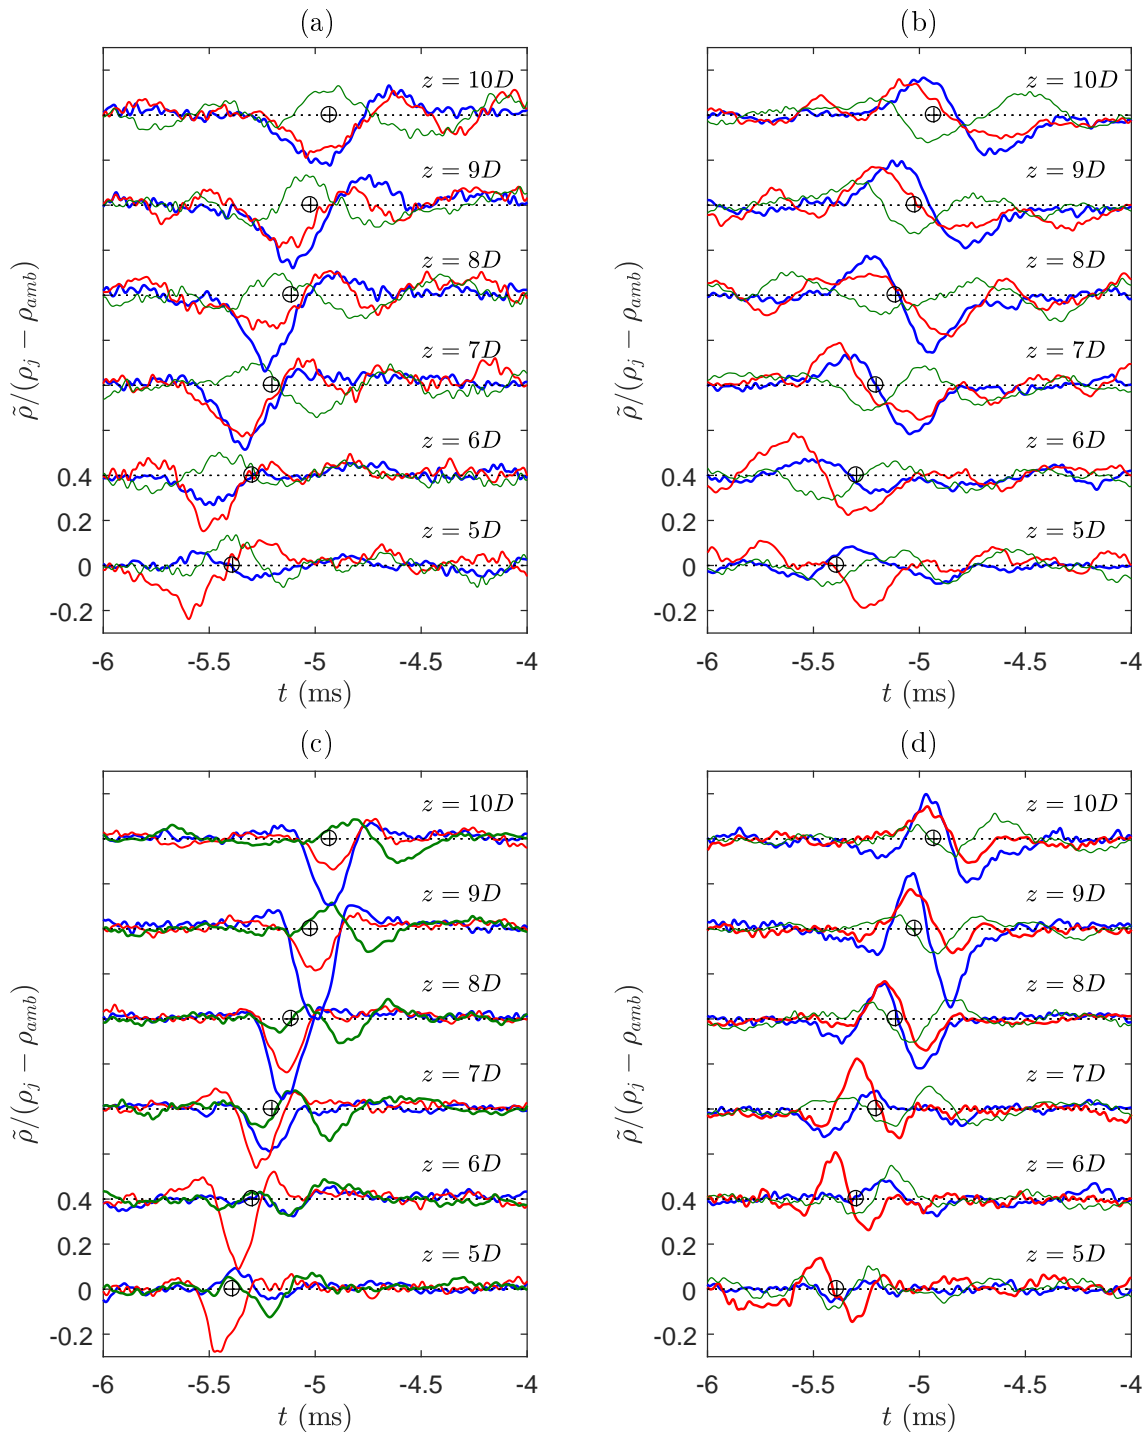 (a)
z = 10D
z = 9D
z = 8D
z = 7D
z = 6D
z = 5D
0.4
0.2
0
-0.2
ρ̃/(ρj − ρamb)
-6 -5.5 -5 -4.5 -4
t (ms)
(b)
z = 10D
z = 9D
z = 8D
z = 7D
z = 6D
z = 5D
0.4
0.2
0
-0.2
ρ̃/(ρj − ρamb)
-6 -5.5 -5 -4.5 -4
t (ms)
(c)
z = 10D
z = 9D
z = 8D
z = 7D
z = 6D
z = 5D
0.4
0.2
0
-0.2
ρ̃/(ρj − ρamb)
-6 -5.5 -5 -4.5 -4
t (ms)
(d)
z = 10D
z = 9D
z = 8D
z = 7D
z = 6D
z = 5D
0.4
0.2
0
-0.2
ρ̃/(ρj − ρamb)
-6 -5.5 -5 -4.5 -4
t (ms)